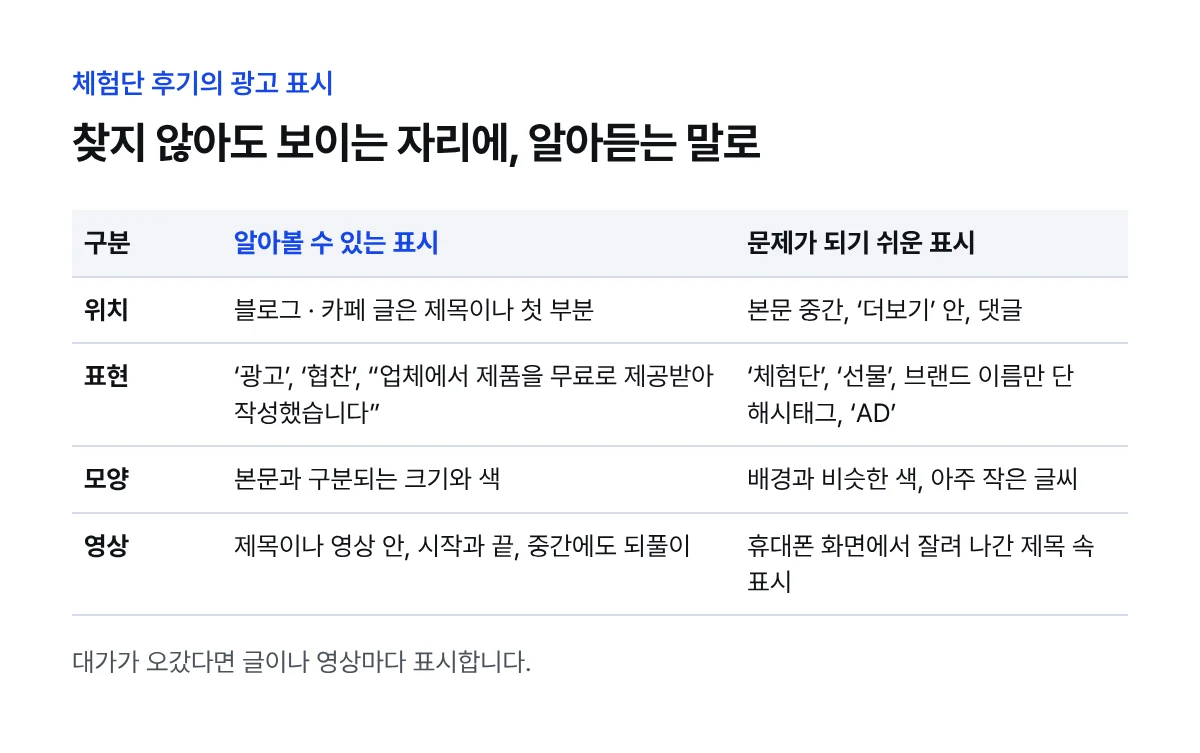 체험단 후기의 광고 표시
찾지 않아도 보이는 자리에, 알아듣는 말로
구분 알아볼 수 있는 표시 문제가 되기 쉬운 표시
위치 블로그 · 카페 글은 제목이나 첫 부분 본문 중간, ‘더보기’ 안, 댓글
표현 ‘광고’, ‘협찬’, “업체에서 제품을 무료로 제공받아 ‘체험단’, ‘선물’, 브랜드 이름만 단
작성했습니다” 해시태그, ‘AD’
모양 본문과 구분되는 크기와 색 배경과 비슷한 색, 아주 작은 글씨
영상 제목이나 영상 안, 시작과 끝, 중간에도 되풀이 휴대폰 화면에서 잘려 나간 제목 속
표시
대가가 오갔다면 글이나 영상마다 표시합니다.